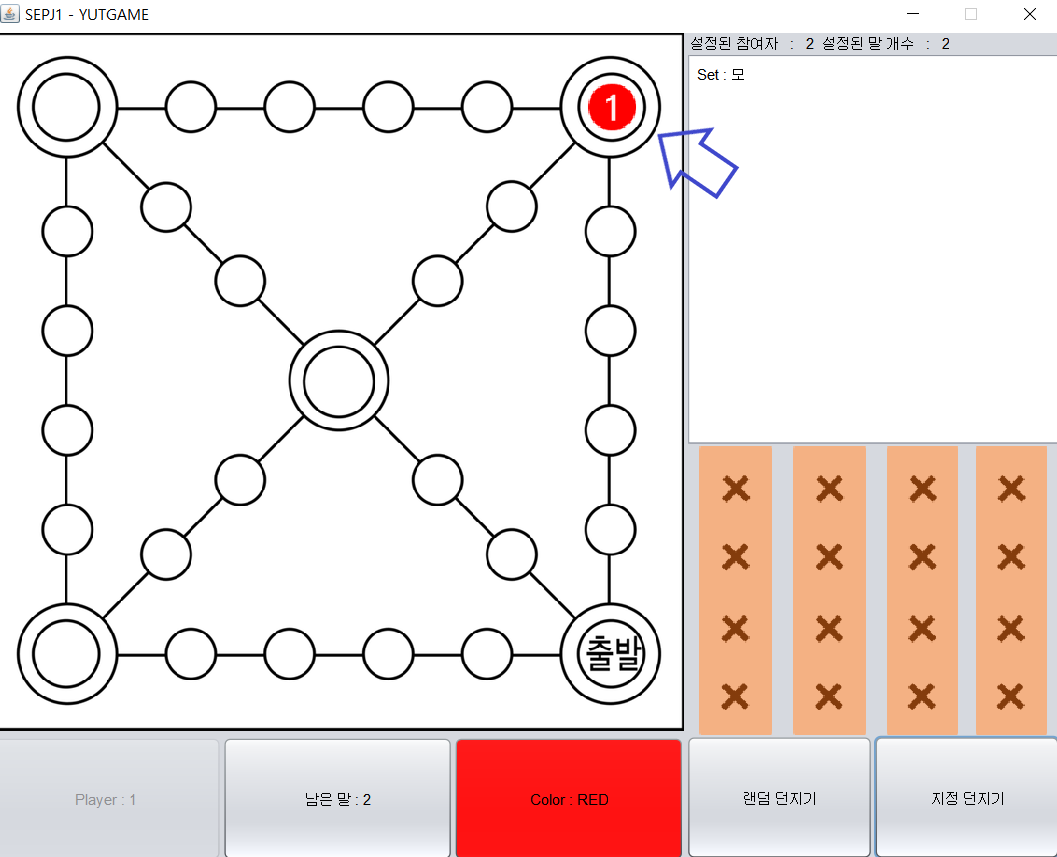 SEPJ1 - YUTGAME
설정된 참여자 : 2 설정된 말 개수 : 2
Set : 모
1
출발
Player : 1
남은 말 : 2
Color : RED
랜덤 던지기
지정 던지기